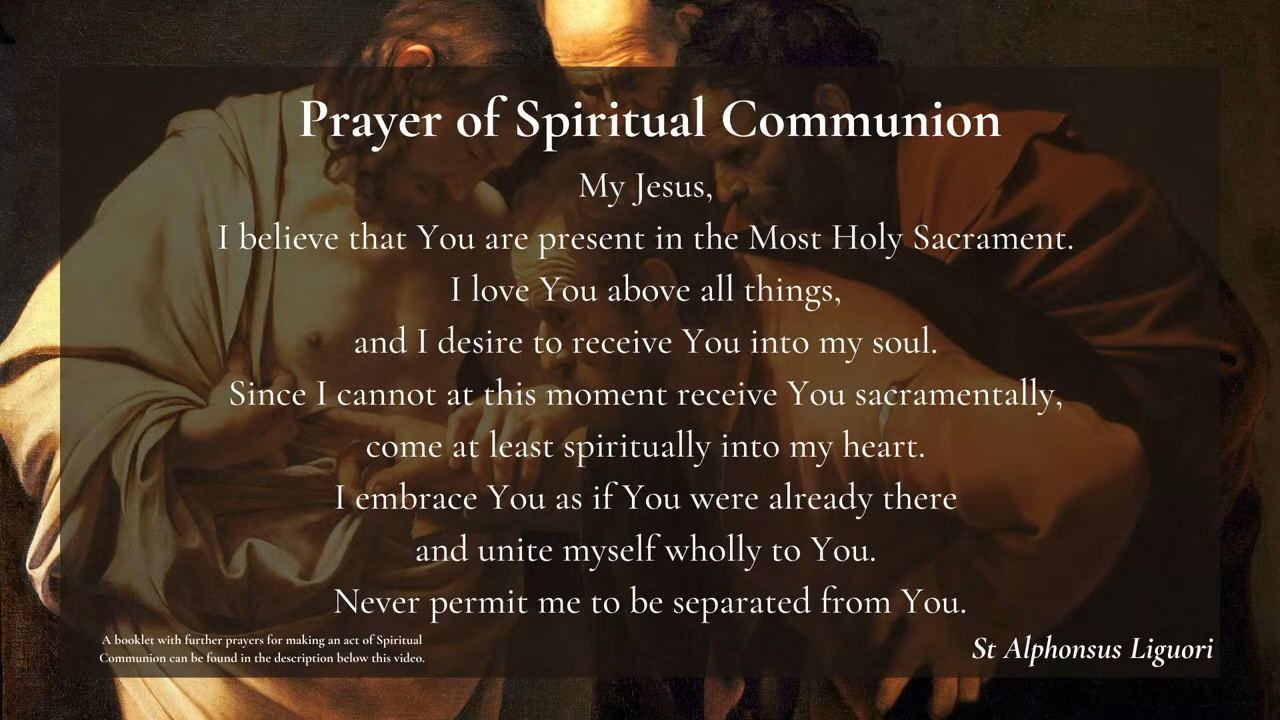 Prayer of Spiritual Communion
My Jesus,
I believe that You are present in the Most Holy Sacrament.
I love You above all things,
and I desire to receive You into my soul.
Since I cannot at this moment receive You sacramentally,
come at least spiritually into my heart.
I embrace You as if You were already there
and unite myself wholly to You.
Never permit me to be separated from You.
A booklet with further prayers for making an act of Spiritual
Communion can be found in the description below this video.
St Alphonsus Liguori